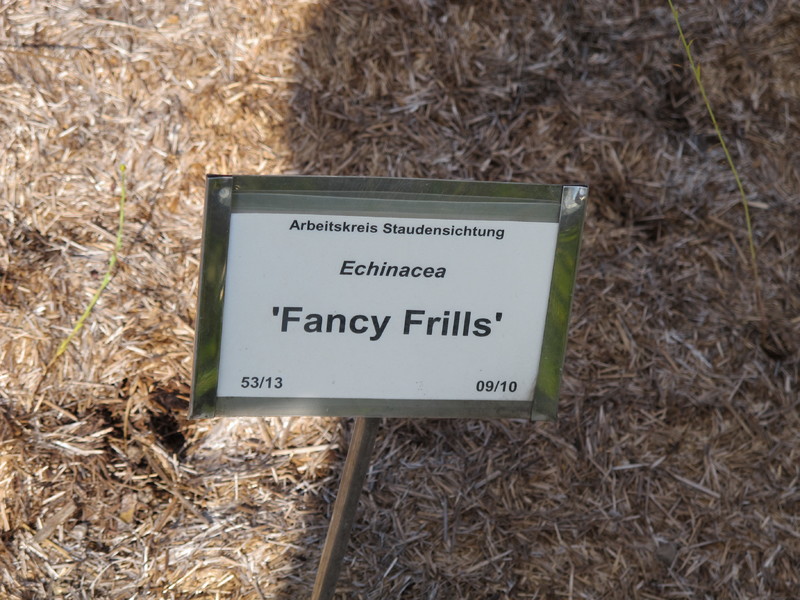 Arbeitskreis Staudensichtung
Echinacea
'Fancy Frills'
53/13 09/10